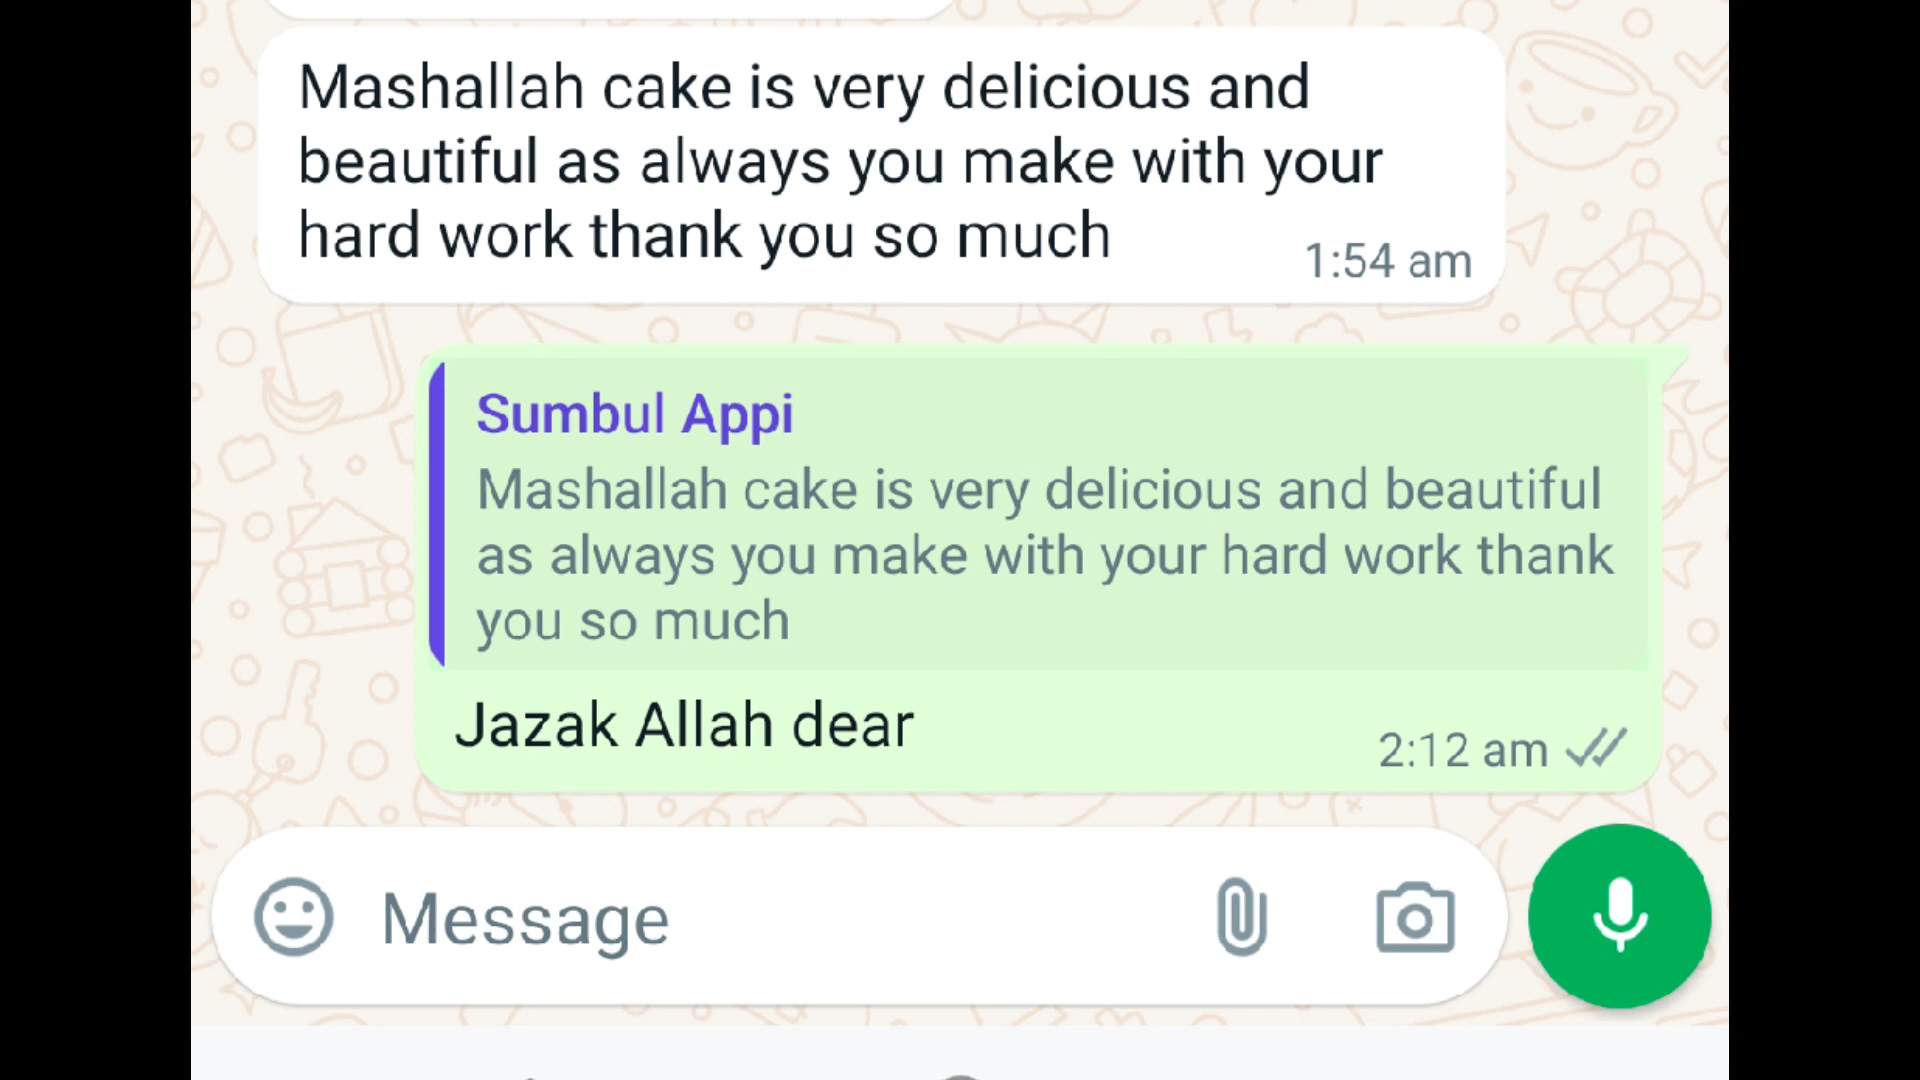 Mashallah cake is very delicious and
beautiful as always you make with your
hard work thank you so much
1:54 am
Sumbul Appi
Mashallah cake is very delicious and beautiful
as always you make with your hard work thank
you so much
Jazak Allah dear
2:12 am
Message